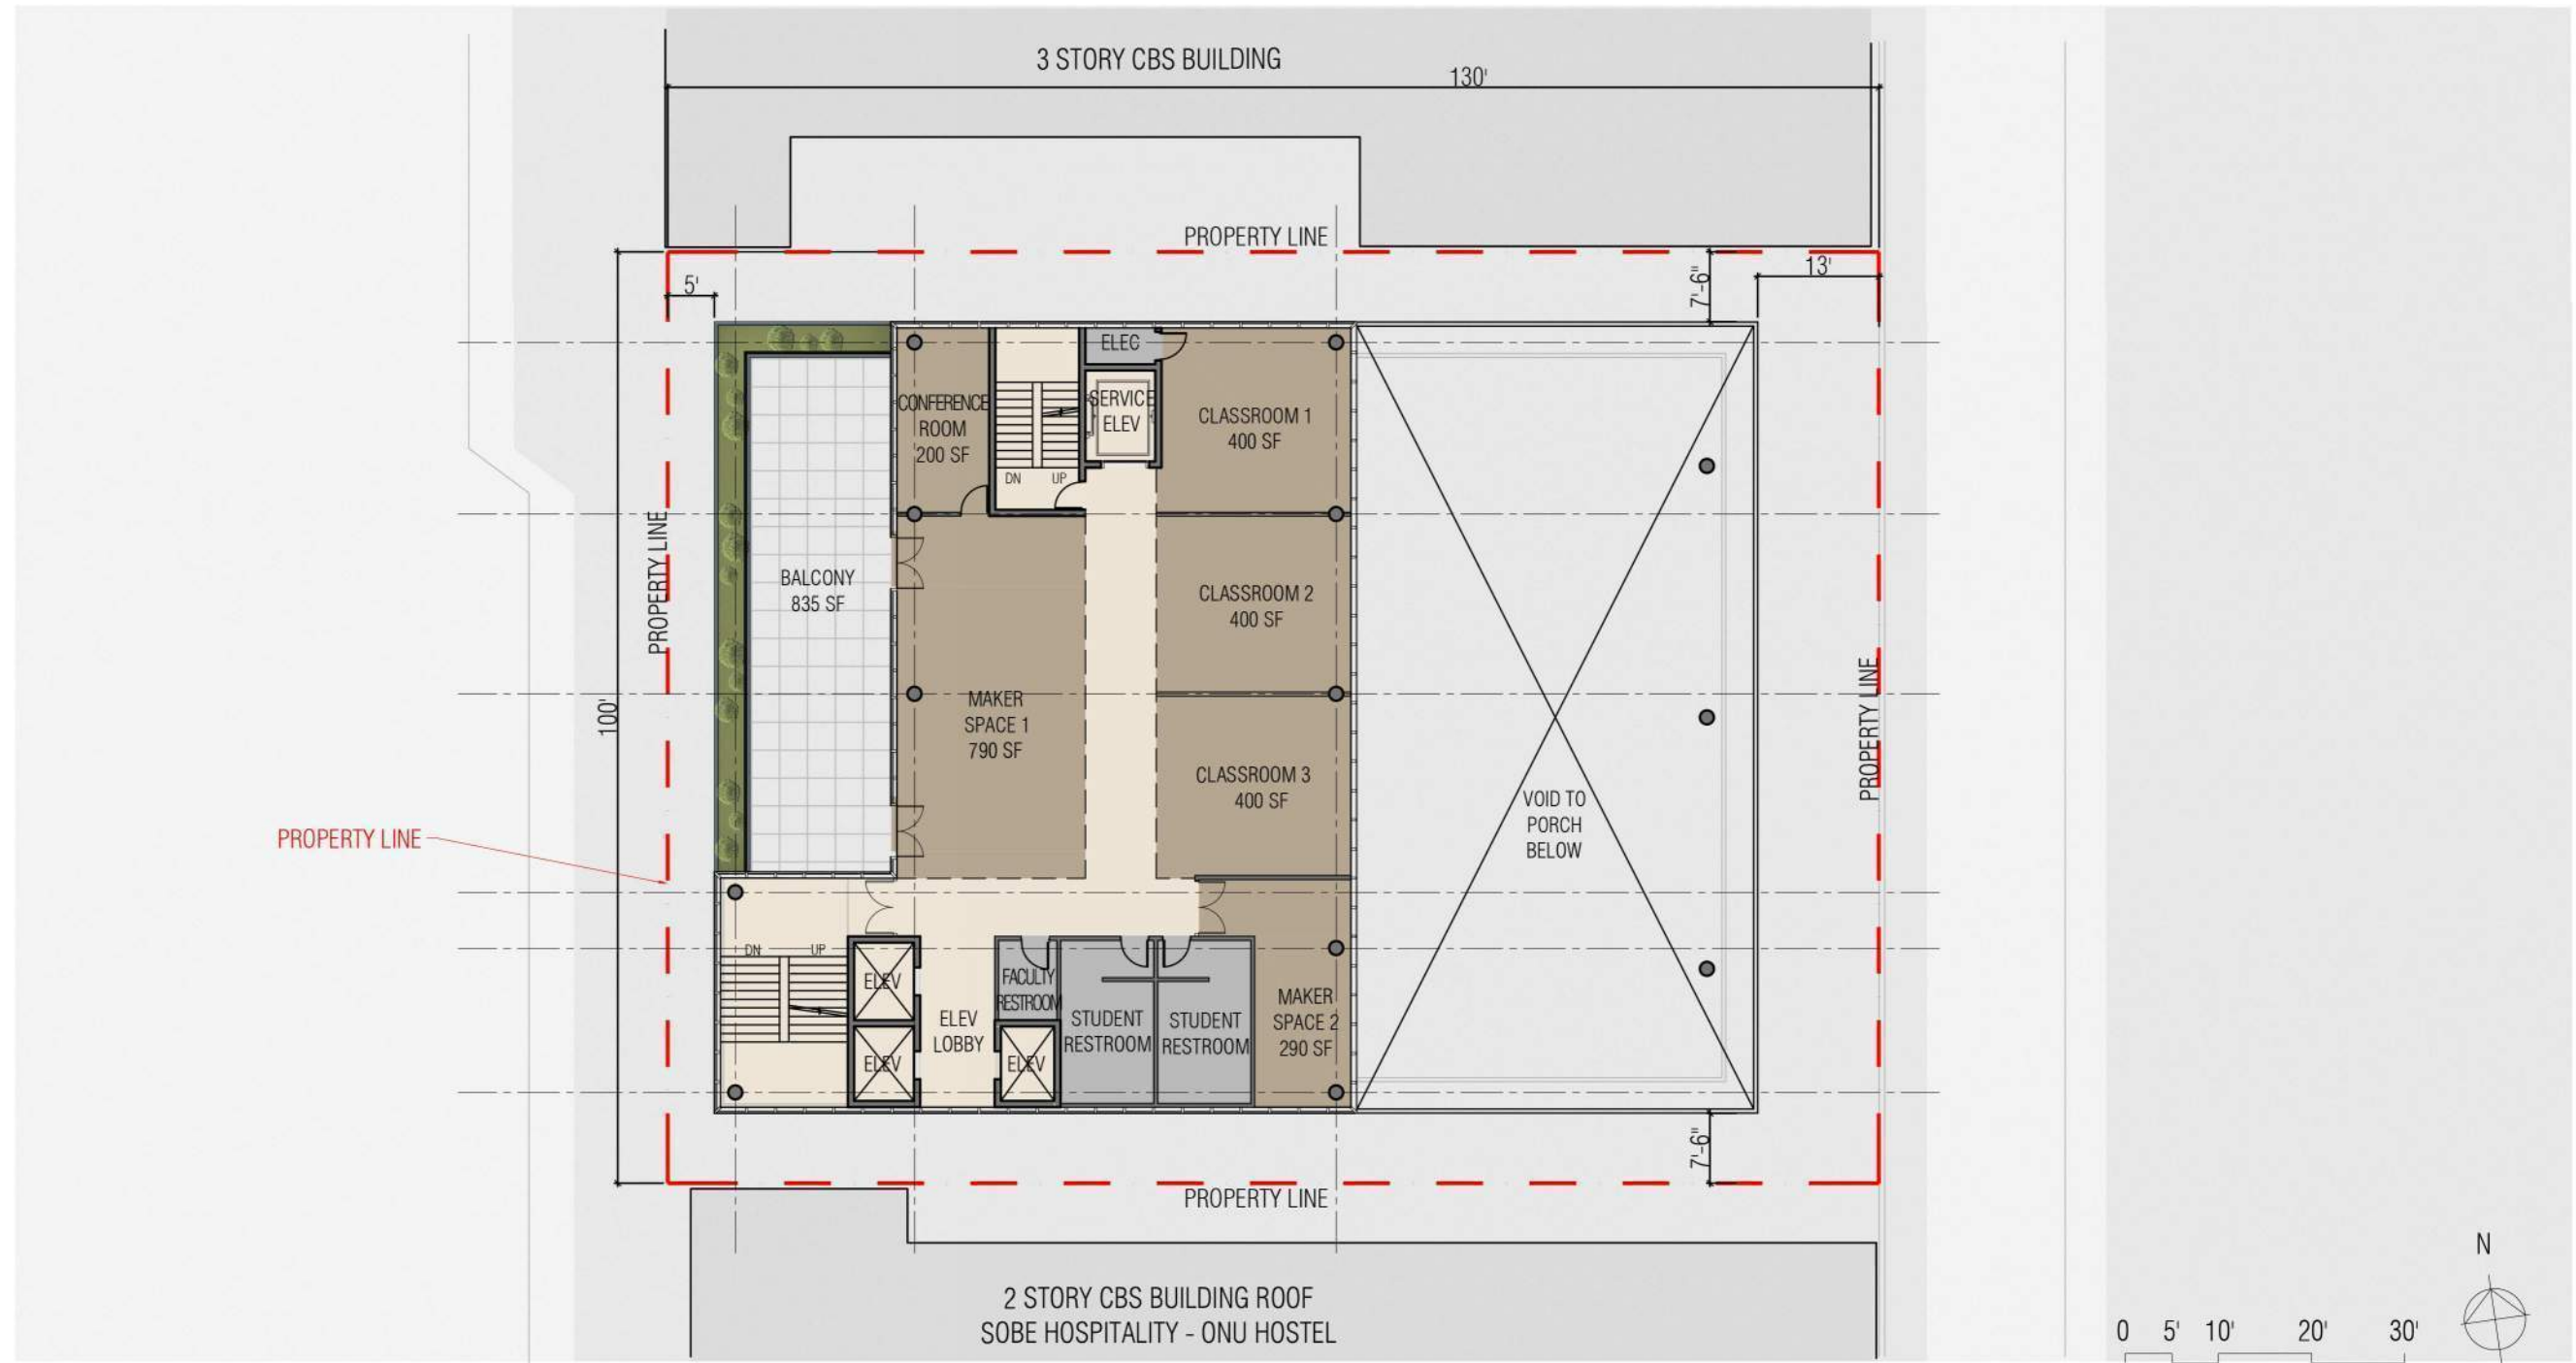 3 STORY CBS BUILDING
130'
PROPERTY LINE
5'
7'-6"
13'
ELEC
SERVICE
ELEV
CONFERENCE
ROOM
200 SF
CLASSROOM 1
400 SF
DN
UP
PROPERTY LINE
BALCONY
835 SF
CLASSROOM 2
400 SF
100'
MAKER
SPACE 1
790 SF
PROPERTY LINE
CLASSROOM 3
400 SF
VOID TO
PORCH
BELOW
PROPERTY LINE
DN
UP
ELEV
FACULTY
RESTROOM
ELEV
LOBBY
STUDENT
RESTROOM
STUDENT
RESTROOM
MAKER
SPACE 2
290 SF
ELEV
ELEV
7'-6"
PROPERTY LINE
2 STORY CBS BUILDING ROOF
SOBE HOSPITALITY - ONU HOSTEL
N
0 5' 10' 20' 30'